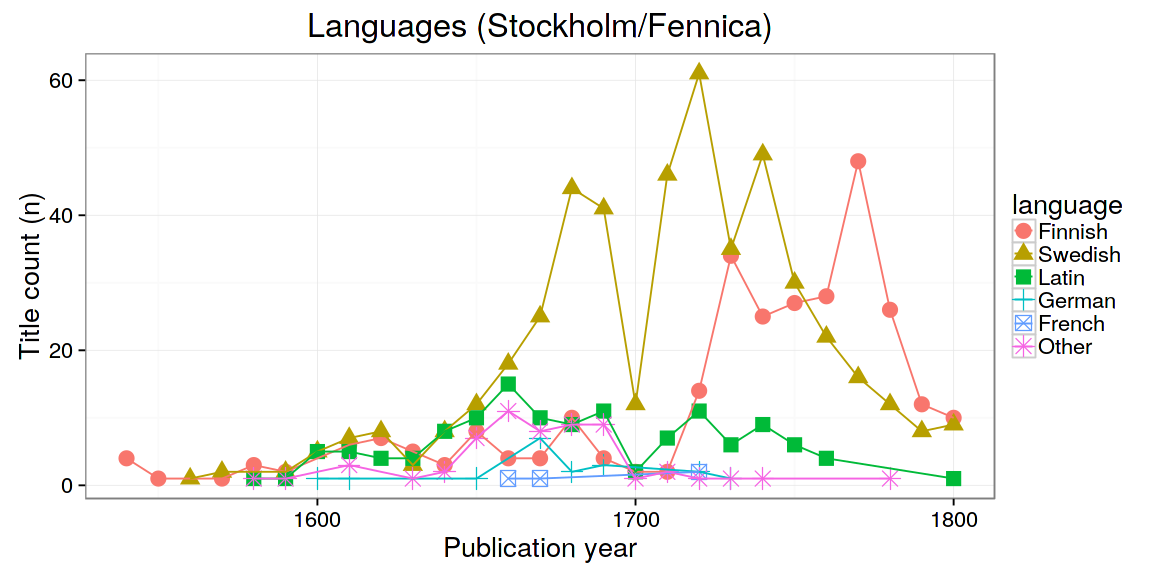 Languages (Stockholm/Fennica)
Title count (n)
60
40
20
0
1600
1700
1800
Publication year
language
Finnish
Swedish
Latin
German
French
Other